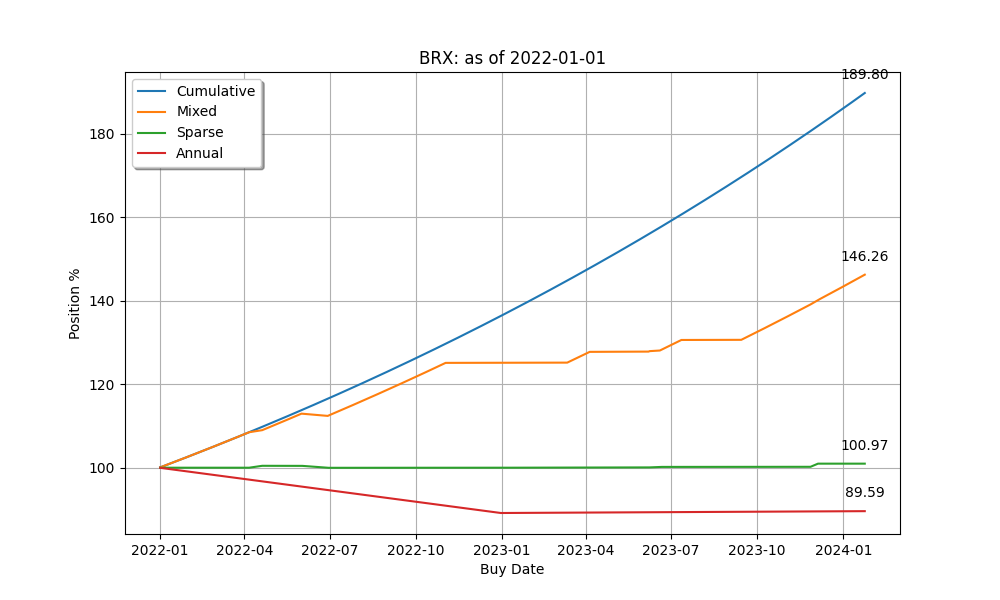 BRX: as of 2022-01-01
189.80
Cumulative
Mixed
Sparse
Annual
180
160
146.26
140
Position %
120
100.97
100
89.59
2022-01 2022-04 2022-07 2022-10 2023-01 2023-04 2023-07 2023-10 2024-01
Buy Date